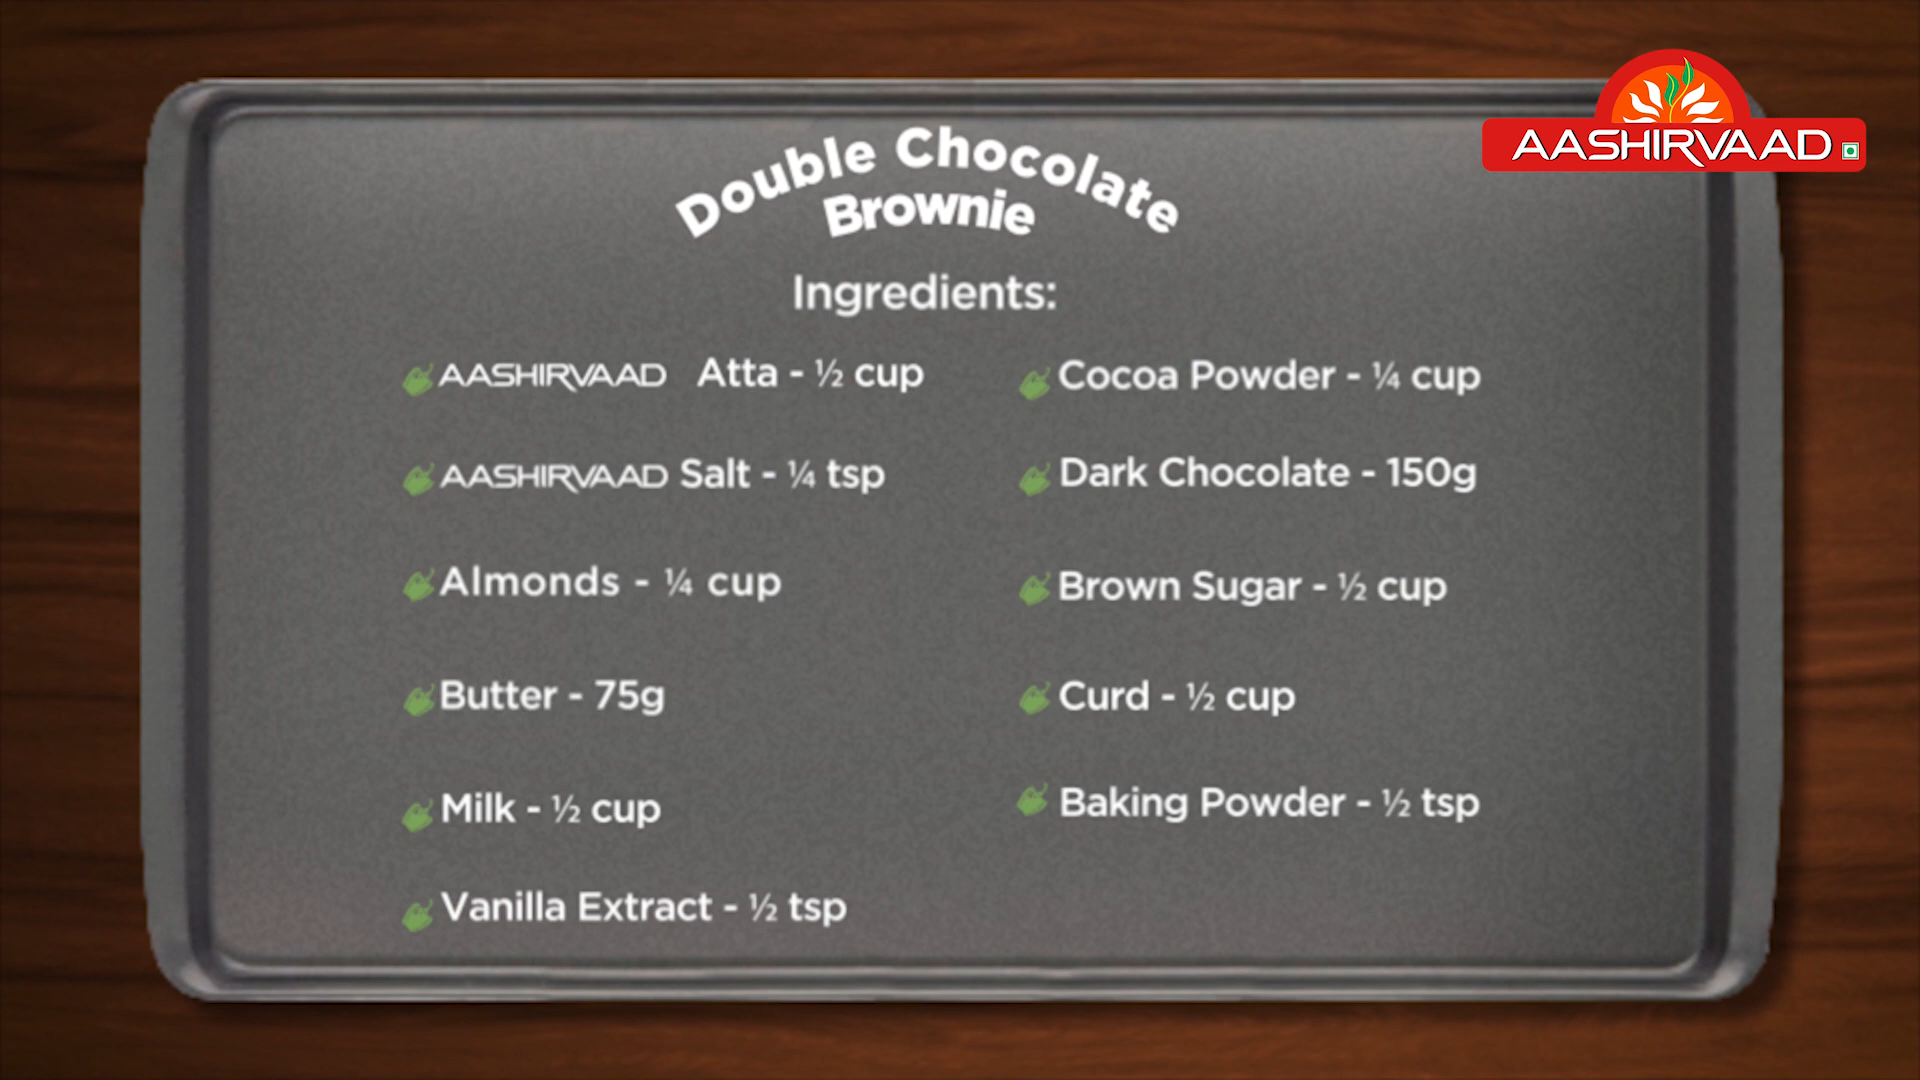 AASHIRVAAD
Double Chocolate
Brownie
Ingredients:
AASHIRVAAD Atta - ½ cup
AASHIRVAAD Salt - ¼ tsp
Almonds - ¼ cup
Butter - 75g
Milk - ½ cup
Vanilla Extract - ½ tsp
Cocoa Powder - ¼ cup
Dark Chocolate - 150g
Brown Sugar - ½ cup
Curd - ½ cup
Baking Powder - ½ tsp